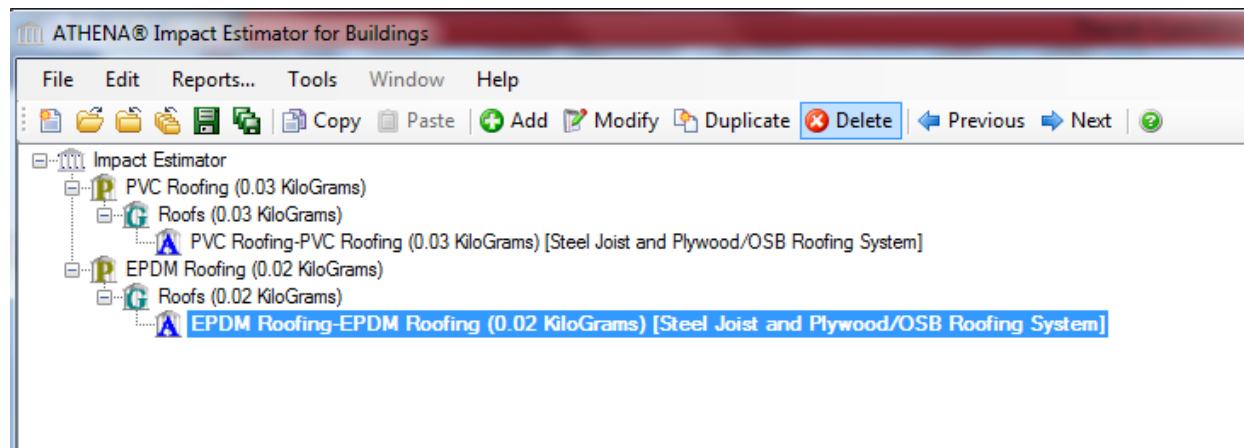 ATHENA® Impact Estimator for Buildings
File Edit Reports... Tools Window Help
Copy Paste Add Modify Duplicate Delete Previous Next
Impact Estimator
P PVC Roofing (0.03 KiloGrams)
G Roofs (0.03 KiloGrams)
A PVC Roofing-PVC Roofing (0.03 KiloGrams) [Steel Joist and Plywood/OSB Roofing System]
P EPDM Roofing (0.02 KiloGrams)
G Roofs (0.02 KiloGrams)
A EPDM Roofing-EPDM Roofing (0.02 KiloGrams) [Steel Joist and Plywood/OSB Roofing System]